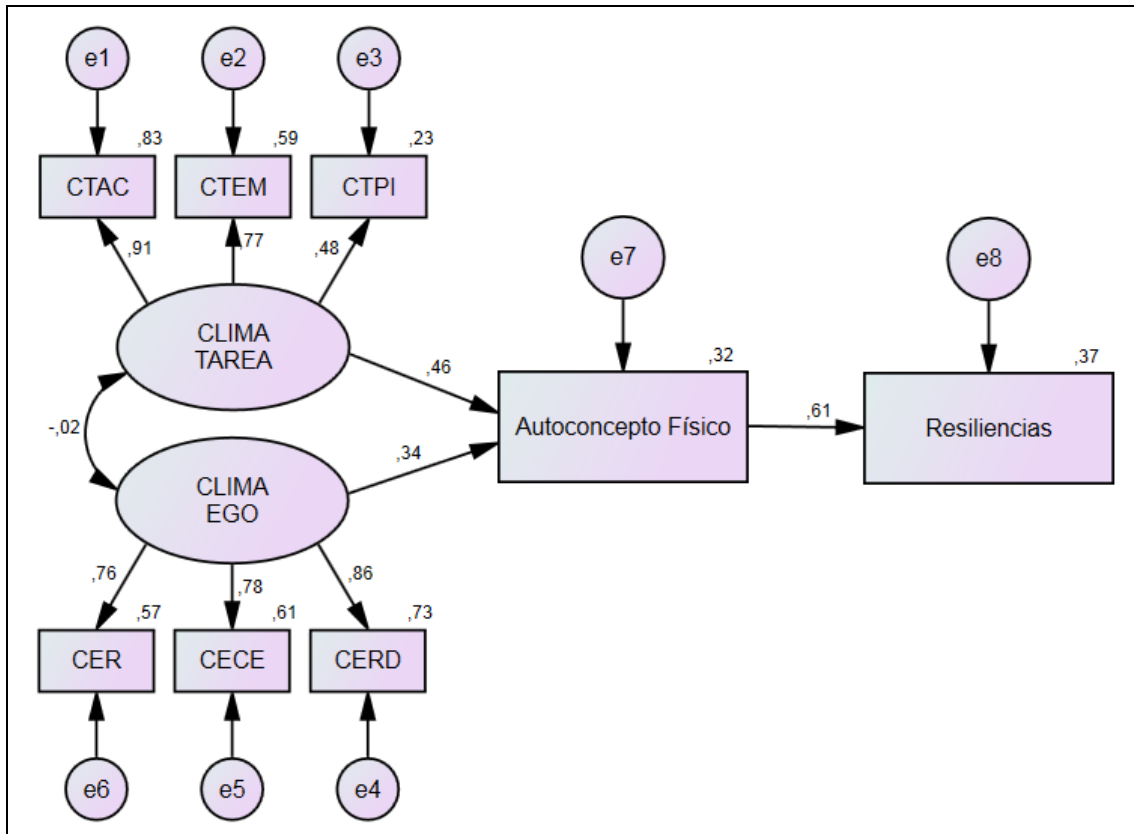 e1
e2
e3
,83
,59
,23
CTAC
CTEM
CTPI
,91
,77
,48
e7
e8
CLIMA
TAREA
,46
,32
,37
-,02
Autoconcepto Físico
,61
Resiliencias
CLIMA
EGO
,34
,76
,78
,86
,57
,61
,73
CER
CECE
CERD
e6
e5
e4